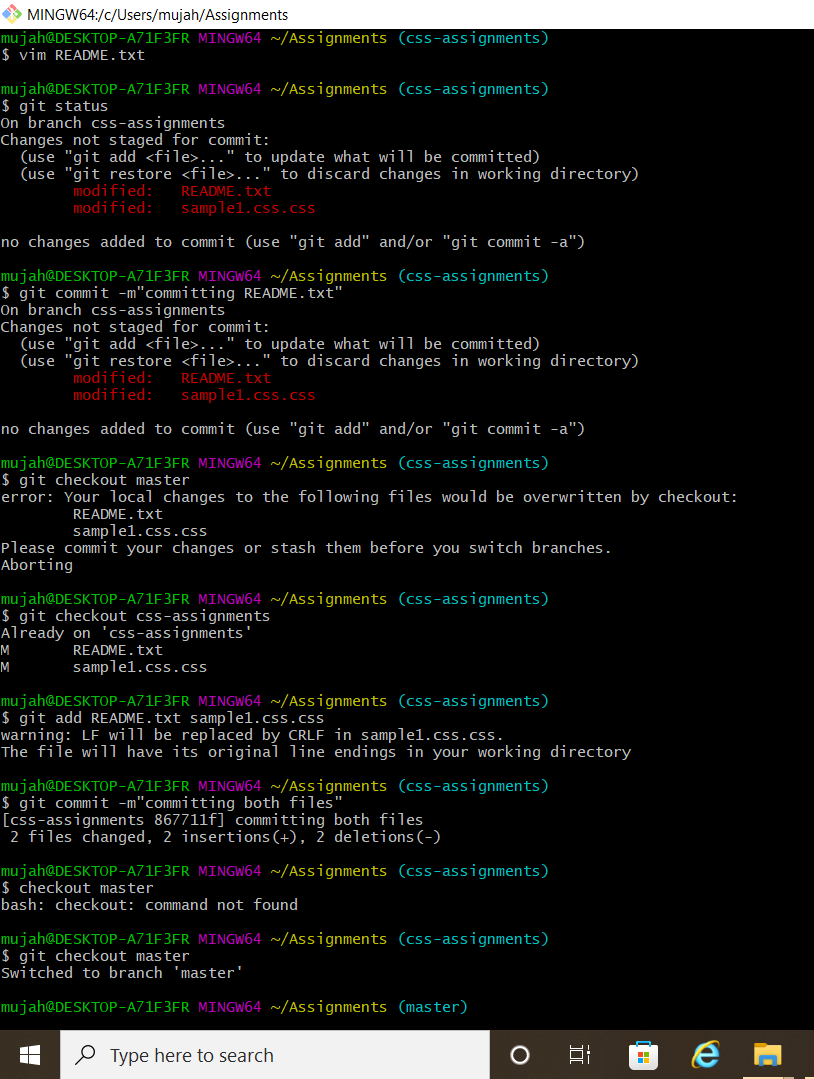 MINGW64:/c/Users/mujah/Assignments
mujah@DESKTOP-A71F3FR MINGW64 ~/Assignments (css-assignments)
$ vim README.txt
mujah@DESKTOP-A71F3FR MINGW64 ~/Assignments (css-assignments)
$ git status
On branch css-assignments
Changes not staged for commit:
  (use "git add <file>..." to update what will be committed)
  (use "git restore <file>..." to discard changes in working directory)
        modified:   README.txt
        modified:   sample1.css.css
no changes added to commit (use "git add" and/or "git commit -a")
mujah@DESKTOP-A71F3FR MINGW64 ~/Assignments (css-assignments)
$ git commit -m"committing README.txt"
On branch css-assignments
Changes not staged for commit:
  (use "git add <file>..." to update what will be committed)
  (use "git restore <file>..." to discard changes in working directory)
        modified:   README.txt
        modified:   sample1.css.css
no changes added to commit (use "git add" and/or "git commit -a")
mujah@DESKTOP-A71F3FR MINGW64 ~/Assignments (css-assignments)
$ git checkout master
error: Your local changes to the following files would be overwritten by checkout:
        README.txt
        sample1.css.css
Please commit your changes or stash them before you switch branches.
Aborting
mujah@DESKTOP-A71F3FR MINGW64 ~/Assignments (css-assignments)
$ git checkout css-assignments
Already on 'css-assignments'
M       README.txt
M       sample1.css.css
mujah@DESKTOP-A71F3FR MINGW64 ~/Assignments (css-assignments)
$ git add README.txt sample1.css.css
warning: LF will be replaced by CRLF in sample1.css.css.
The file will have its original line endings in your working directory
mujah@DESKTOP-A71F3FR MINGW64 ~/Assignments (css-assignments)
$ git commit -m"committing both files"
[css-assignments 867711f] committing both files
 2 files changed, 2 insertions(+), 2 deletions(-)
mujah@DESKTOP-A71F3FR MINGW64 ~/Assignments (css-assignments)
$ checkout master
bash: checkout: command not found
mujah@DESKTOP-A71F3FR MINGW64 ~/Assignments (css-assignments)
$ git checkout master
Switched to branch 'master'
mujah@DESKTOP-A71F3FR MINGW64 ~/Assignments (master)
Type here to search